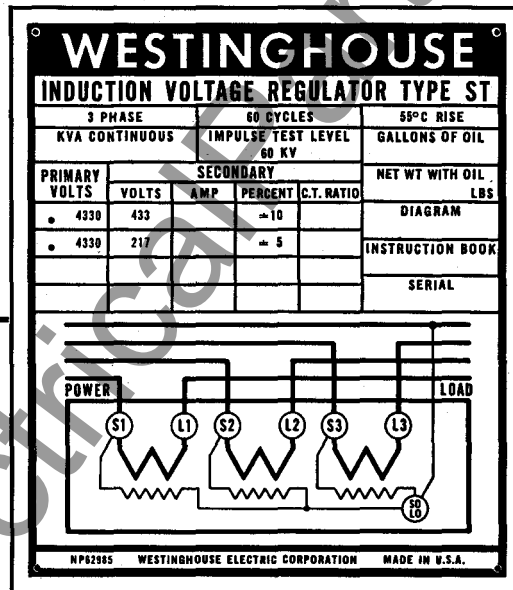 WESTINGHOUSE
INDUCTION VOLTAGE REGULATOR TYPE ST
3 PHASE 60 CYCLES 55°C RISE
KVA CONTINUOUS IMPULSE TEST LEVEL GALLONS OF OIL
60 KV
PRIMARY VOLTS SECONDARY NET WT WITH OIL
VOLTS AMP PERCENT C.T. RATIO LBS
• 4330 433 ±10 DIAGRAM
• 4330 217 ± 5 INSTRUCTION BOOK
SERIAL
POWER LOAD
S1 L1 S2 L2 S3 L3
SO
LO
NP62985 WESTINGHOUSE ELECTRIC CORPORATION MADE IN U.S.A.